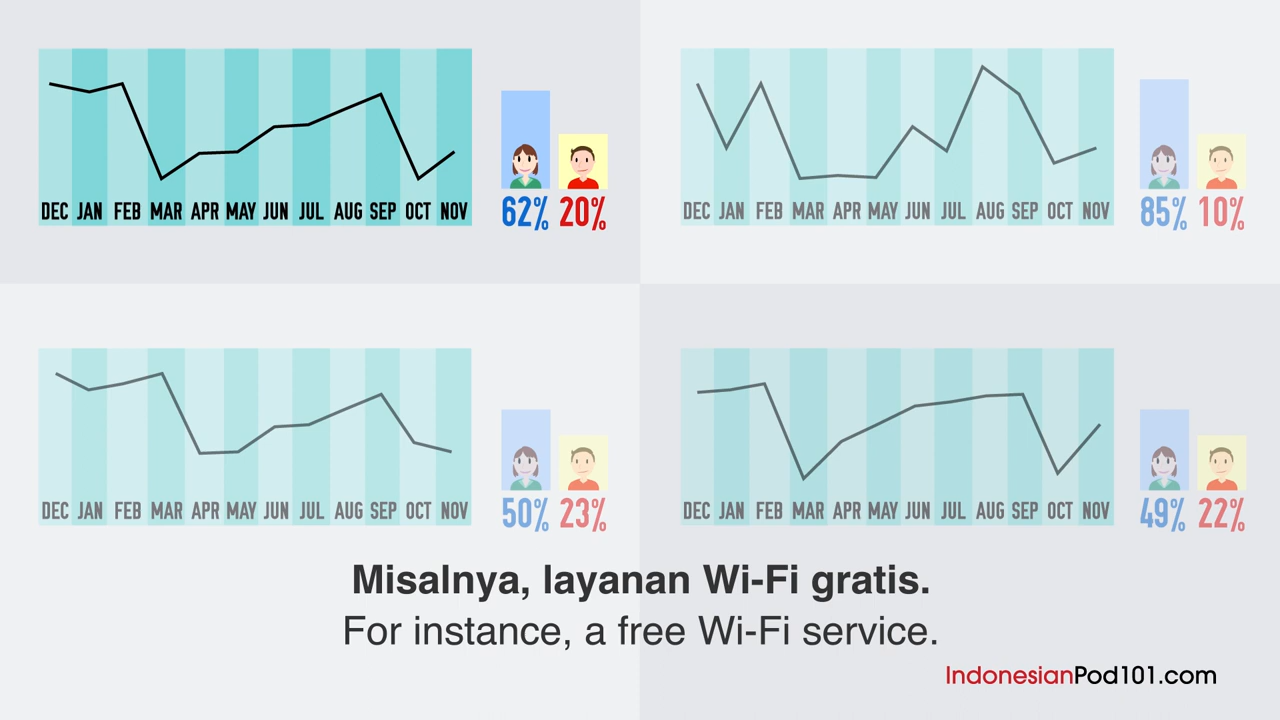 DEC JAN FEB MAR APR MAY JUN JUL AUG SEP OCT NOV
62% 20%
DEC JAN FEB MAR APR MAY JUN JUL AUG SEP OCT NOV
85% 10%
DEC JAN FEB MAR APR MAY JUN JUL AUG SEP OCT NOV
50% 23%
DEC JAN FEB MAR APR MAY JUN JUL AUG SEP OCT NOV
49% 22%
Misalnya, layanan Wi-Fi gratis.
For instance, a free Wi-Fi service.
IndonesianPod101.com